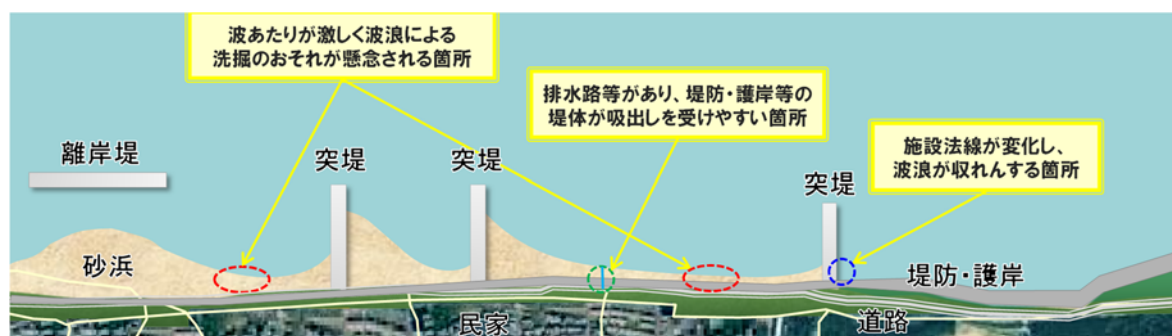 波あたりが激しく波浪による
洗掘のおそれが懸念される箇所
排水路等があり、堤防・護岸等の
堤体が吸出しを受けやすい箇所
施設法線が変化し、
波浪が収れんする箇所
離岸堤
突堤
突堤
突堤
砂浜
堤防・護岸
民家
道路